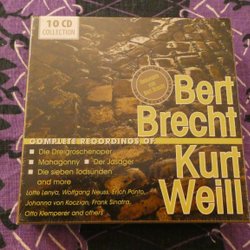 10 CD
COLLECTION
Bert
Brecht
COMPLETE RECORDINGS OF:
Kurt
Weill
■ Die Dreigroschenoper
■ Mahagonny ■ Der Jasager
■ Die sieben Todsünden
and more
Lotte Lenya, Wolfgang Neuss, Erich Ponto,
Johanna von Koczian, Frank Sinatra,
Otto Klemperer and others